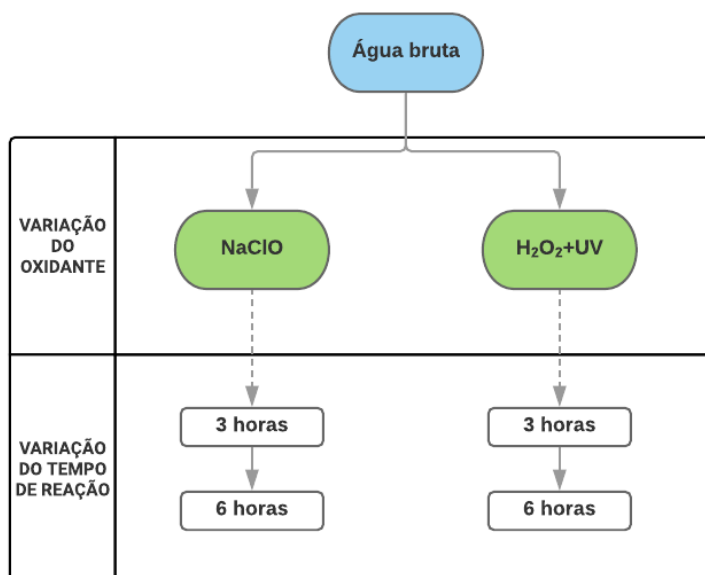 Água bruta
VARIAÇÃO
DO
OXIDANTE
NaClO
H₂O₂+UV
VARIAÇÃO
DO TEMPO
DE REAÇÃO
3 horas
3 horas
6 horas
6 horas